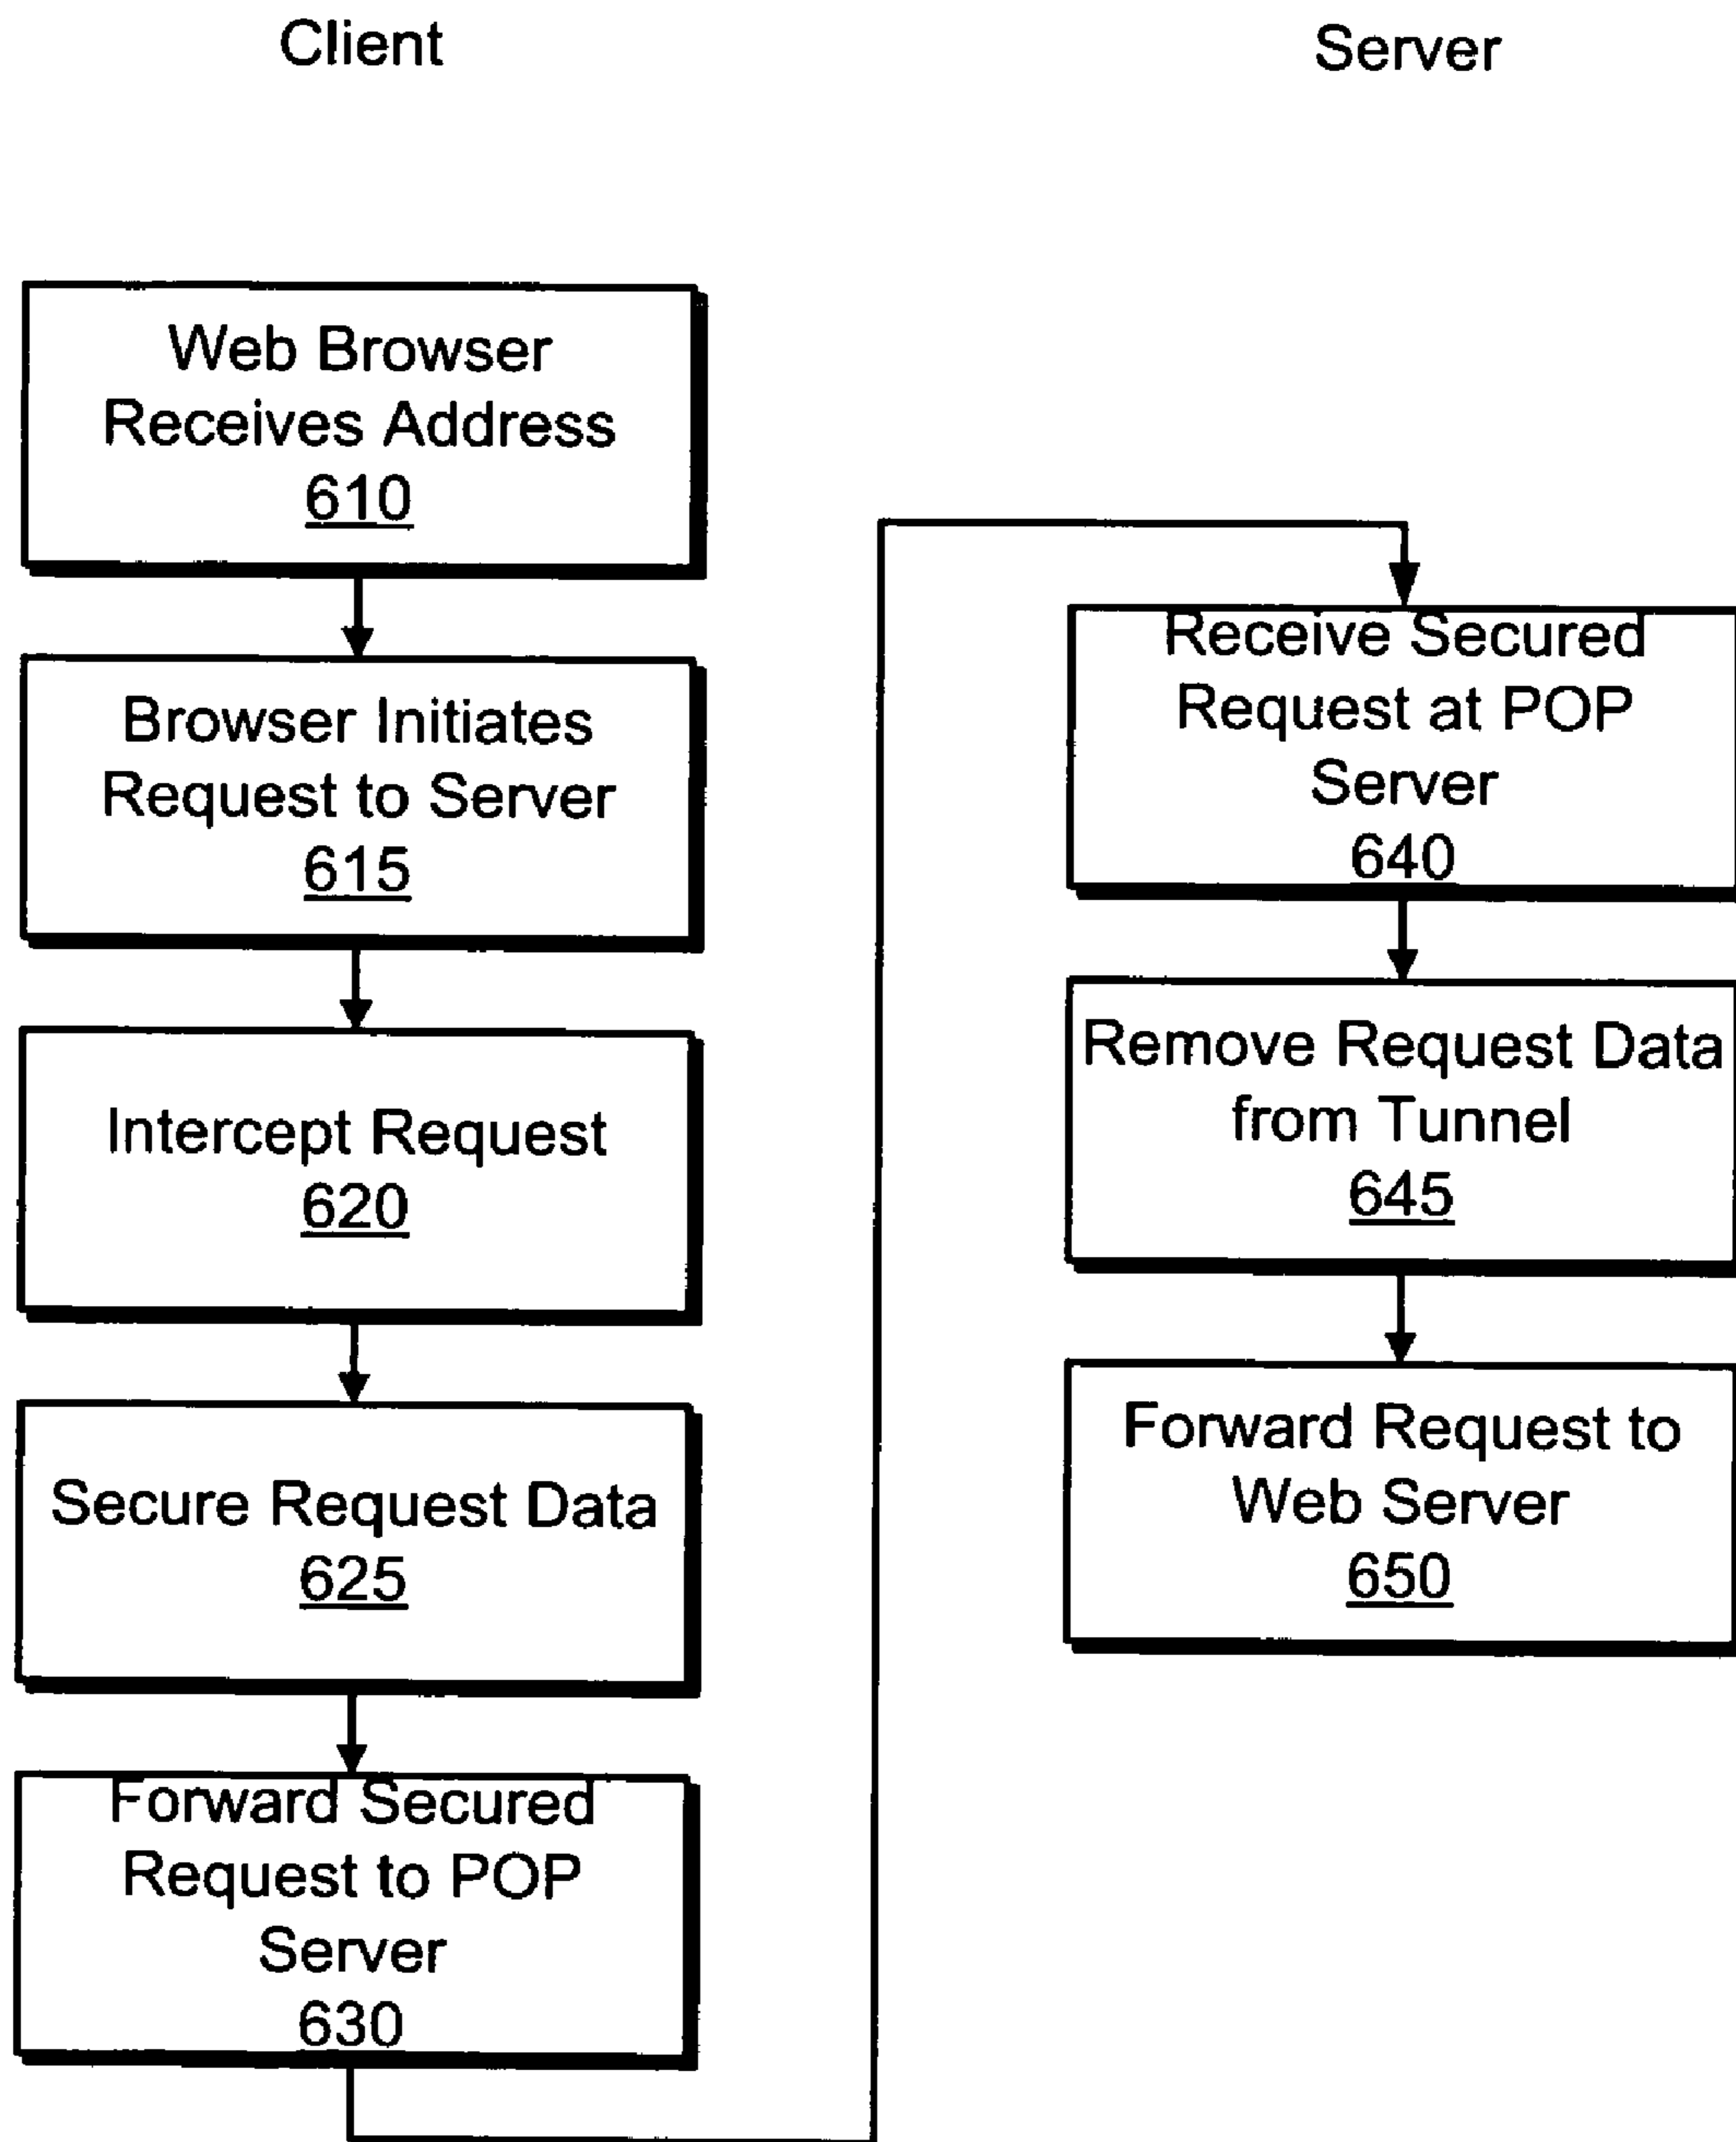 Client
Server
Web Browser
Receives Address
610
Browser Initiates
Request to Server
615
Intercept Request
620
Secure Request Data
625
Forward Secured
Request to POP
Server
630
Receive Secured
Request at POP
Server
640
Remove Request Data
from Tunnel
645
Forward Request to
Web Server
650